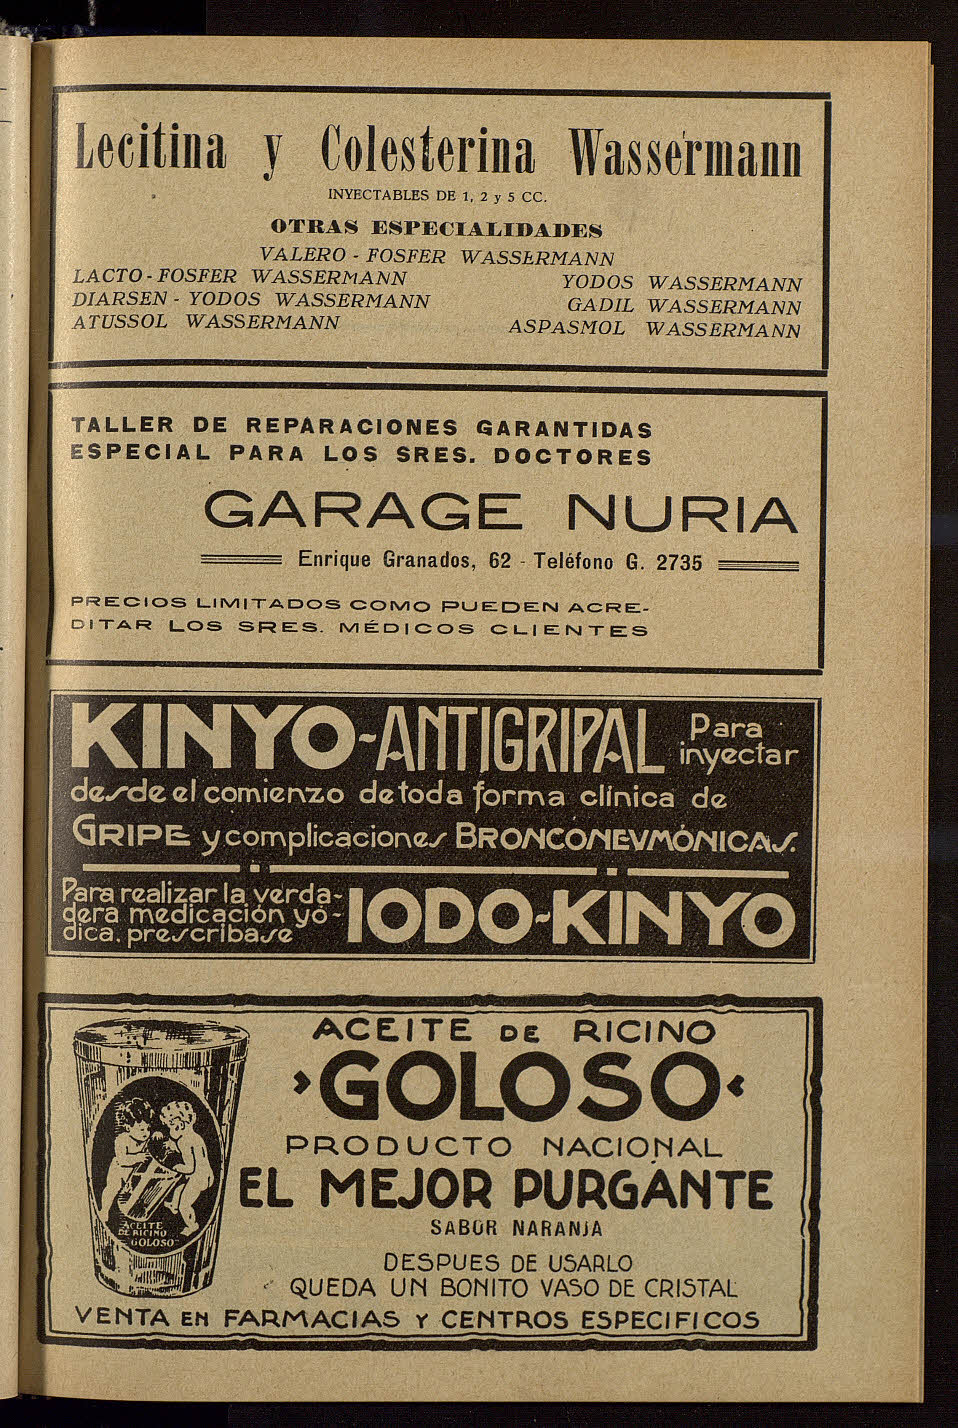 Lecitina y Colesterina Wassermann
INYECTABLES DE 1, 2 y 5 CC.
OTRAS ESPECIALIDADES
VALERO - FOSFER WASSERMANN
LACTO - FOSFER WASSERMANN
YODOS WASSERMANN
DIARSEN - YODOS WASSERMANN
GADIL WASSERMANN
ATUSSOL WASSERMANN
ASPASMOL WASSERMANN
TALLER DE REPARACIONES GARANTIDAS
ESPECIAL PARA LOS SRES. DOCTORES
GARAGE NURIA
Enrique Granados, 62 - Teléfono G. 2735
PRECIOS LIMITADOS COMO PUEDEN ACRE-
DITAR LOS SRES. MÉDICOS CLIENTES
KINYO-ANTIGRIPAL Para
inyectar
desde el comienzo de toda forma clínica de
GRIPE y complicaciones BRONCONEVMÓNICAS.
Para realizar la verda-
dera medicación yó-
dica, prescríbase
IODO-KINYO
ACEITE DE RICINO
GOLOSO
PRODUCTO NACIONAL
EL MEJOR PURGANTE
SABOR NARANJA
DESPUES DE USARLO
QUEDA UN BONITO VASO DE CRISTAL
VENTA EN FARMACIAS Y CENTROS ESPECIFICOS
ACEITE
DE RICINO
GOLOSO